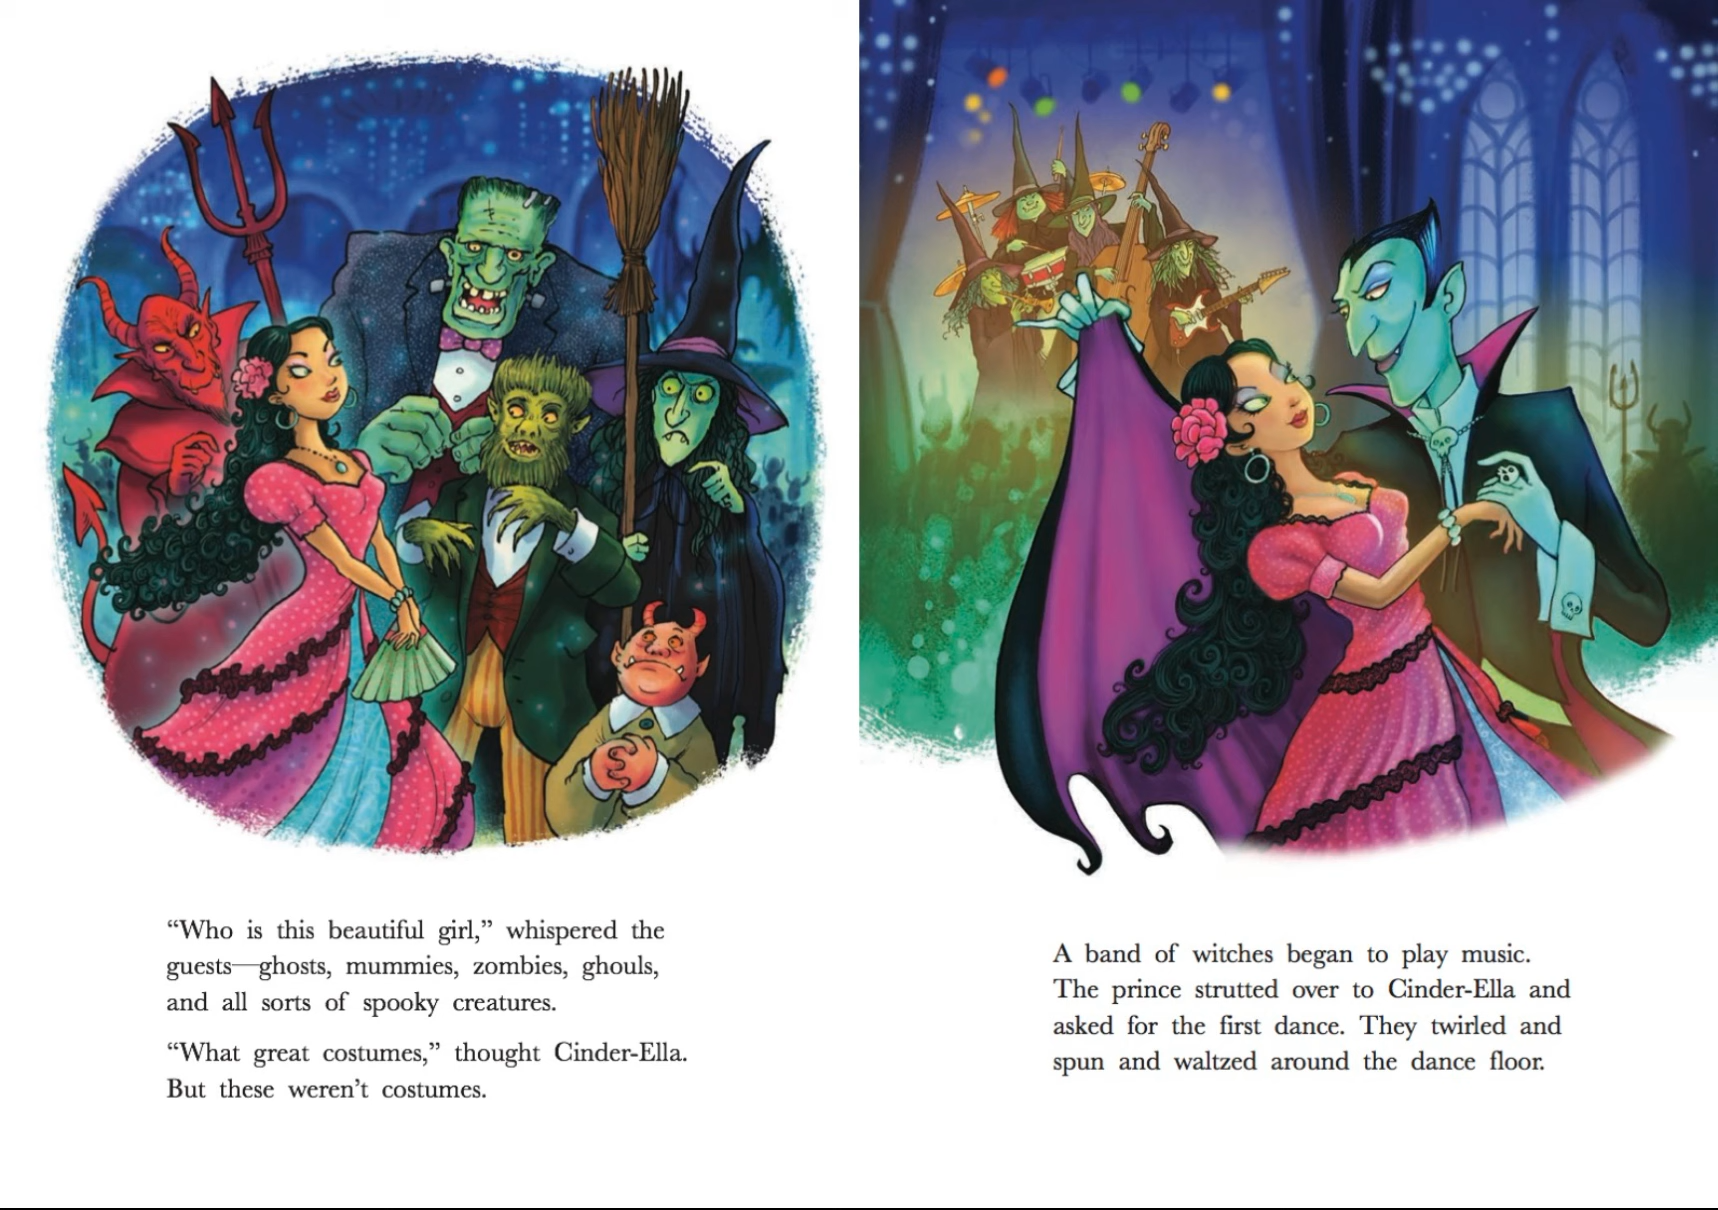 “Who is this beautiful girl,” whispered the
guests—ghosts, mummies, zombies, ghouls,
and all sorts of spooky creatures.
“What great costumes,” thought Cinder-Ella.
But these weren’t costumes.
A band of witches began to play music.
The prince strutted over to Cinder-Ella and
asked for the first dance. They twirled and
spun and waltzed around the dance floor.